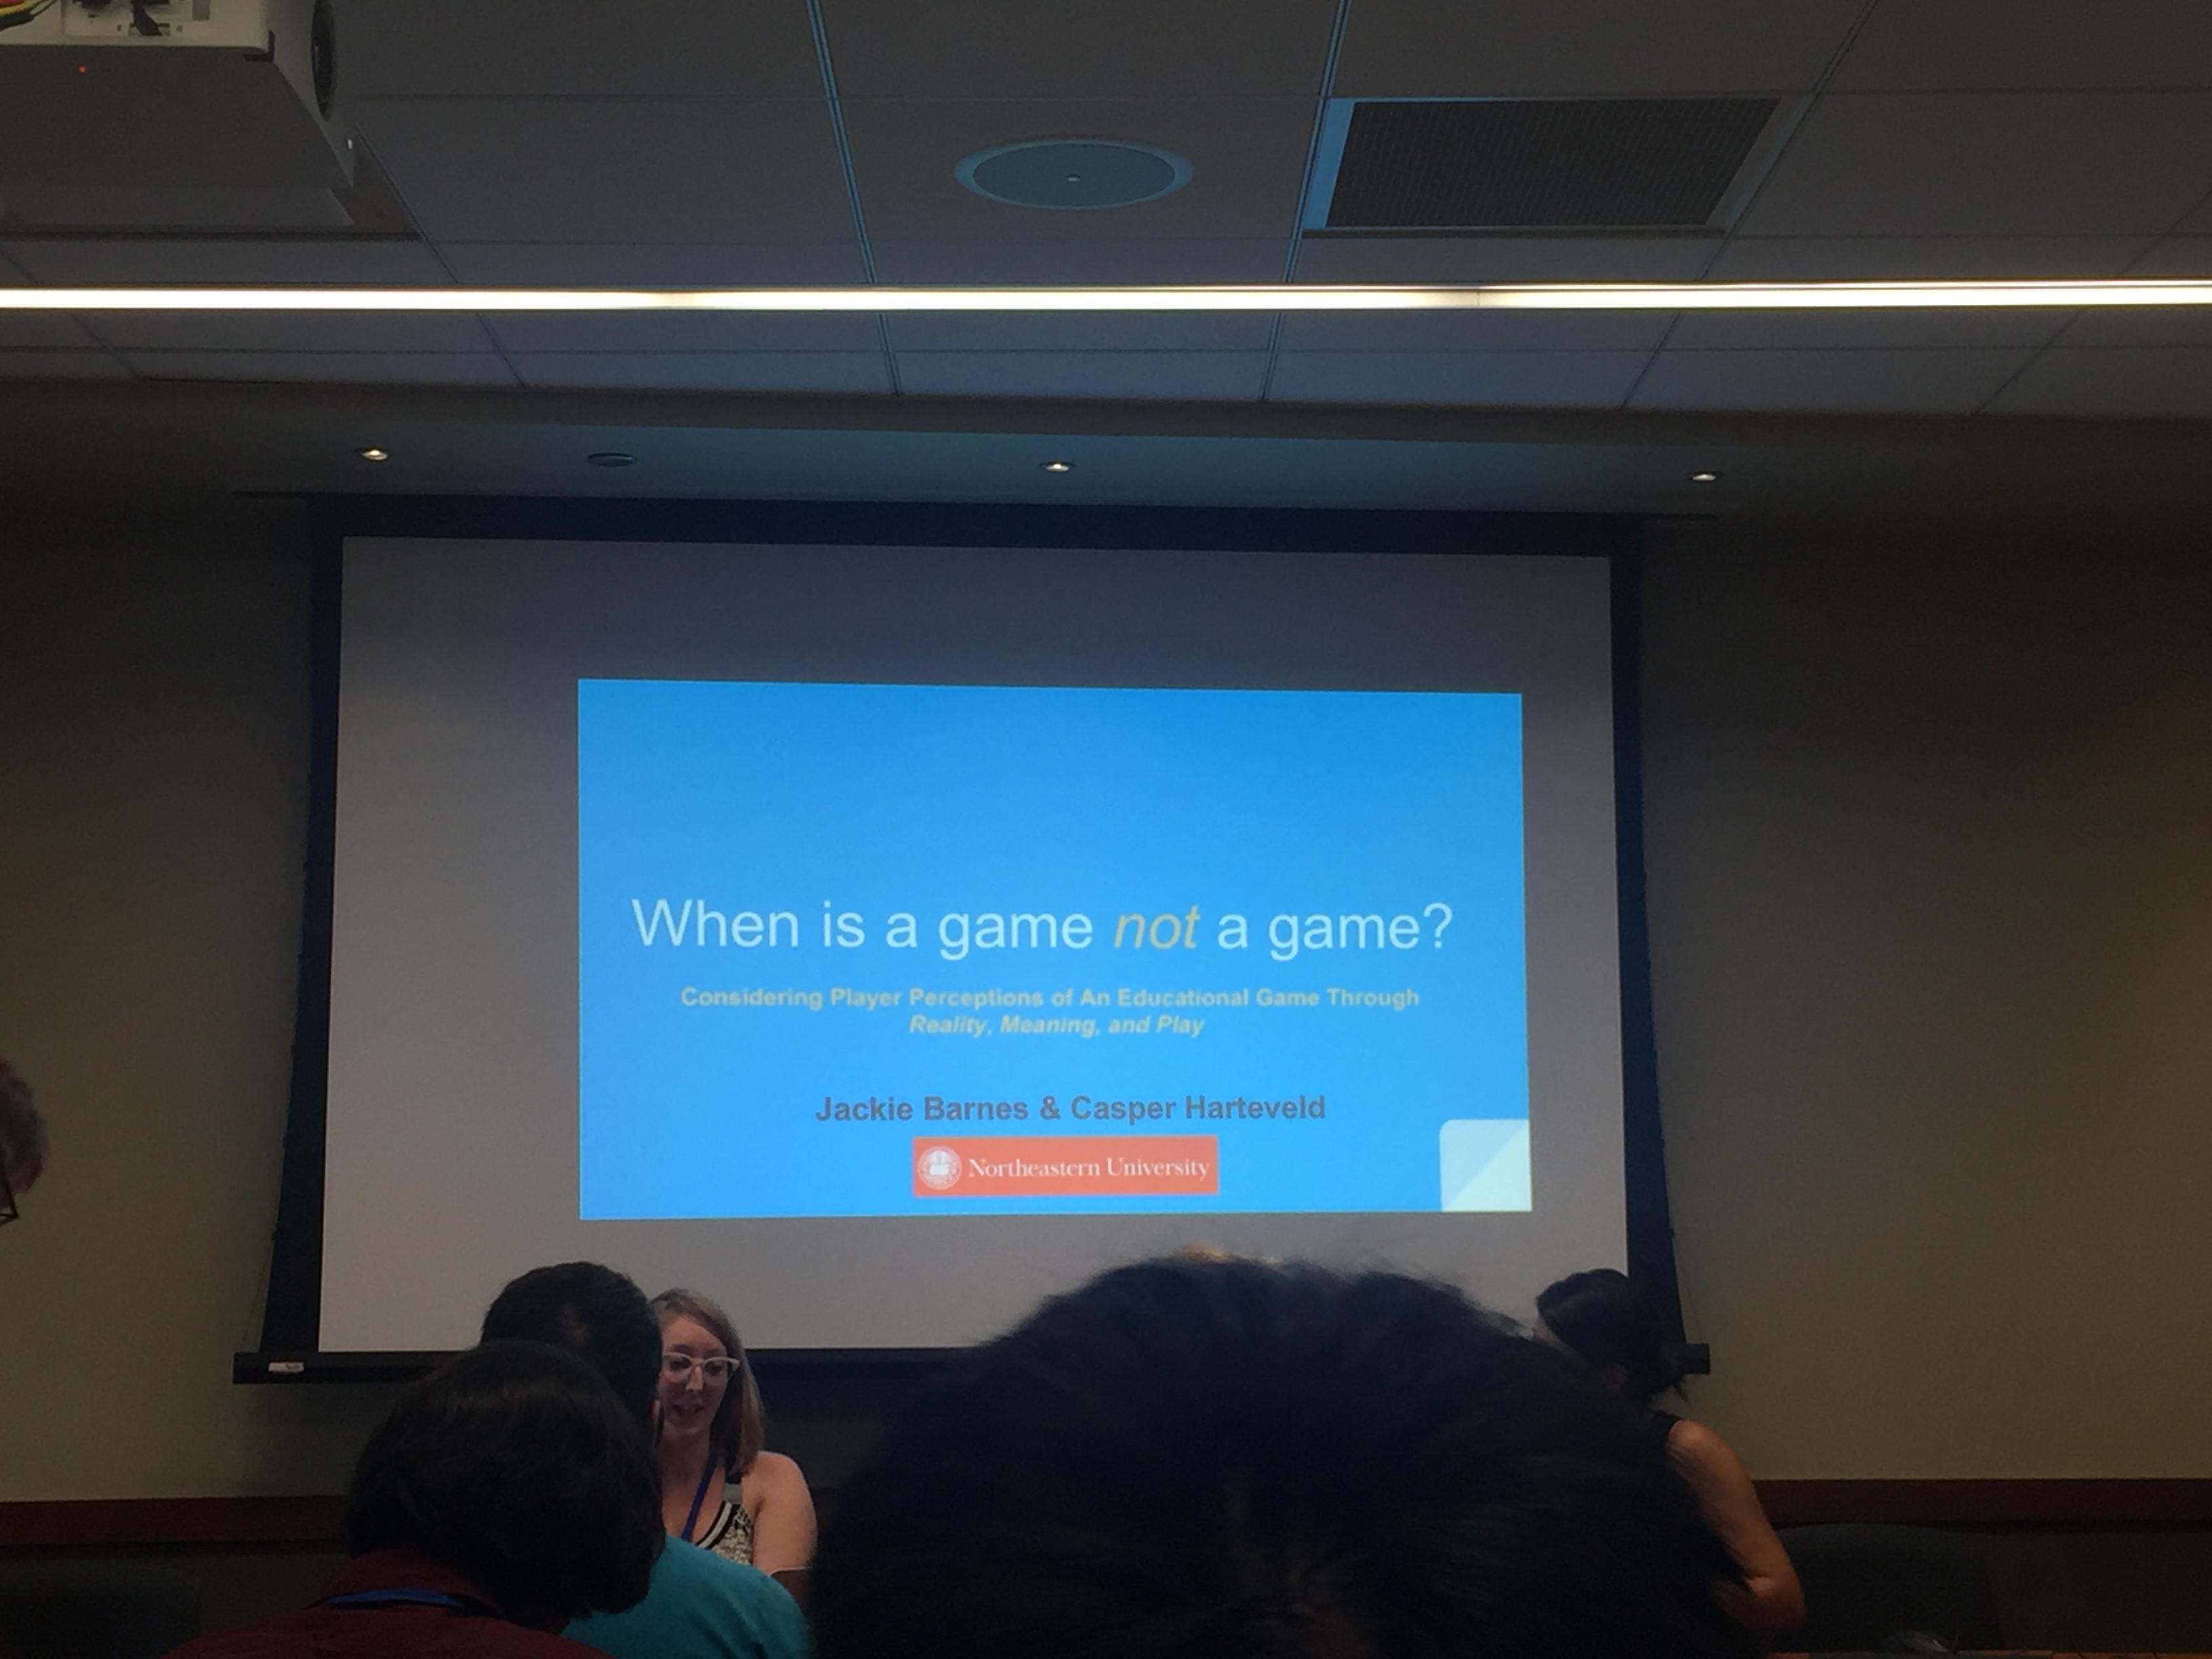 When is a game not a game?
Considering Player Perceptions of An Educational Game Through
Reality, Meaning, and Play
Jackie Barnes & Casper Harteveld
Northeastern University